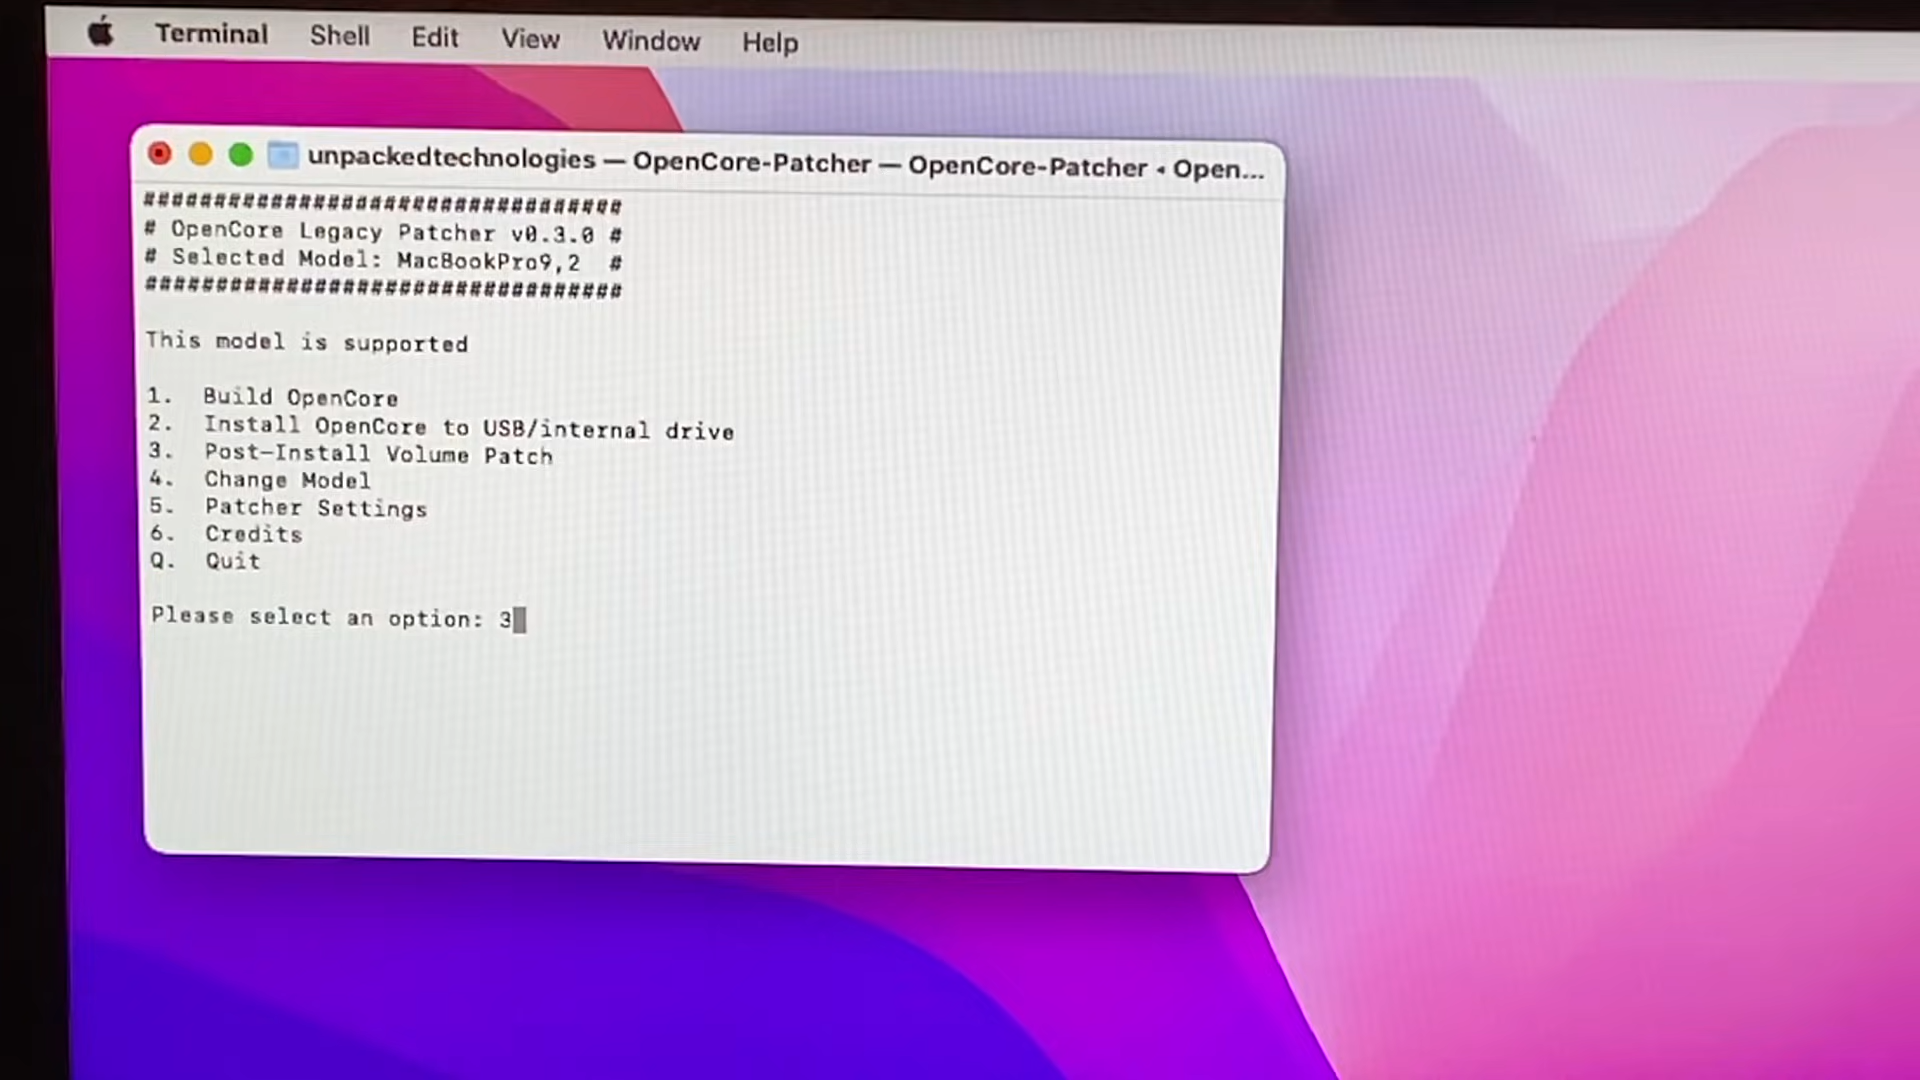 Terminal Shell Edit View Window Help
unpackedtechnologies — OpenCore-Patcher — OpenCore-Patcher ◂ Open...
##################################
# OpenCore Legacy Patcher v0.3.0 #
# Selected Model: MacBookPro9,2  #
##################################
This model is supported
1.  Build OpenCore
2.  Install OpenCore to USB/internal drive
3.  Post-Install Volume Patch
4.  Change Model
5.  Patcher Settings
6.  Credits
Q.  Quit
Please select an option: 3